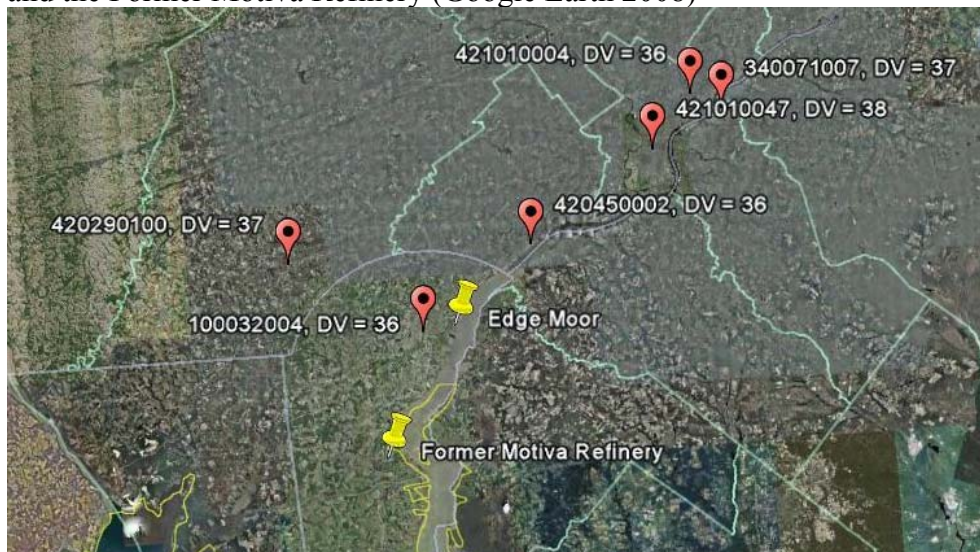 and the Former Motiva Refinery (Google Earth 2008)
421010004, DV = 36
340071007, DV = 37
421010047, DV = 38
420450002, DV = 36
420290100, DV = 37
100032004, DV = 36
Edge Moor
Former Motiva Refinery